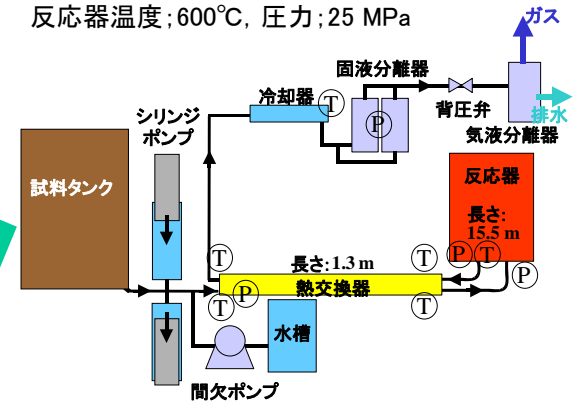 反応器温度;600℃, 圧力;25 MPa
ガス
固液分離器
冷却器
T
P
背圧弁
排水
気液分離器
シリンジ
ポンプ
試料タンク
反応器
長さ:
15.5 m
T
長さ:1.3 m
T
P
T
P
熱交換器
T
P
T
水槽
間欠ポンプ